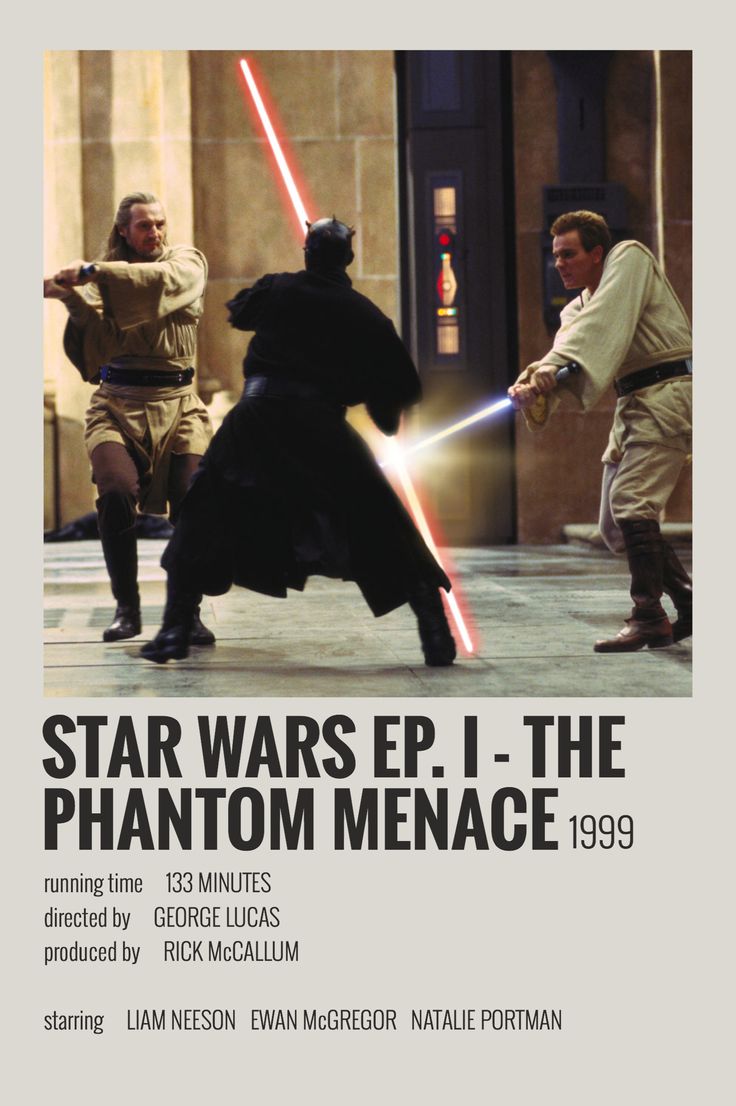 STAR WARS EP. I - THE
PHANTOM MENACE 1999
running time 133 MINUTES
directed by GEORGE LUCAS
produced by RICK McCALLUM
starring LIAM NEESON EWAN McGREGOR NATALIE PORTMAN